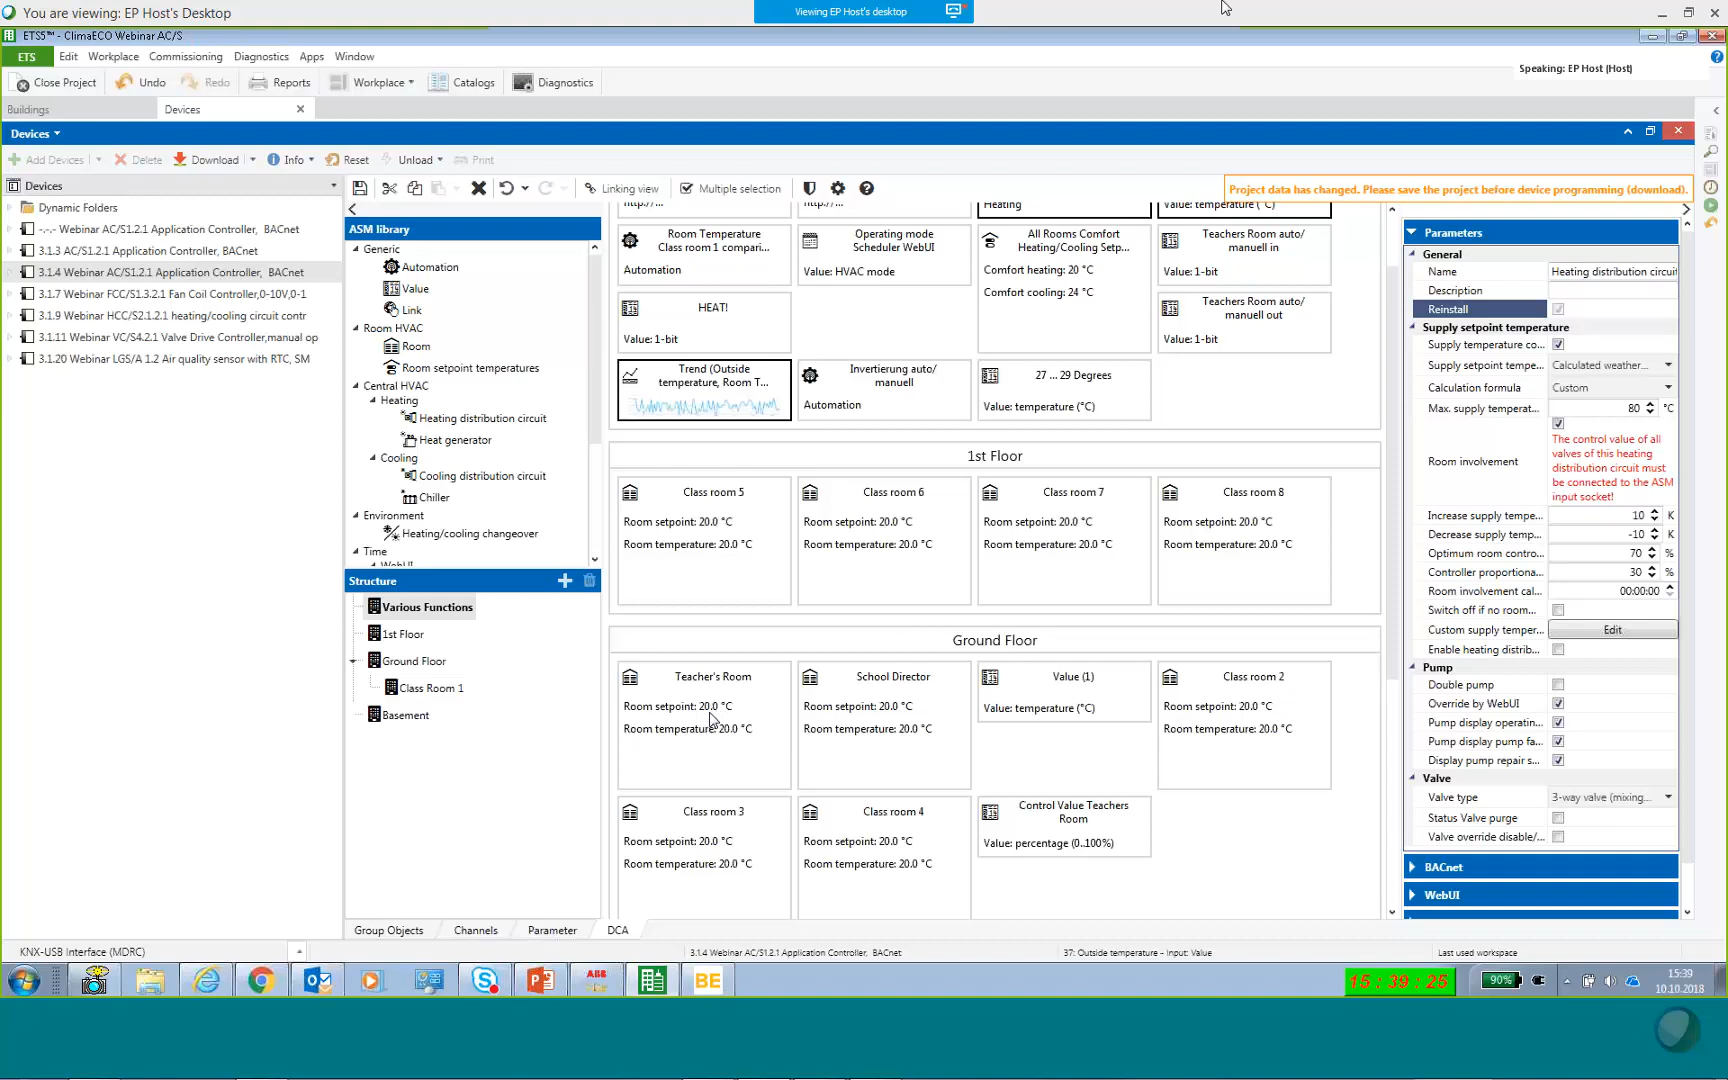 You are viewing: EP Host's Desktop
Viewing EP Host's desktop
ETS5™ - ClimaECO Webinar AC/S
ETS Edit Workplace Commissioning Diagnostics Apps Window
Speaking: EP Host (Host)
Close Project Undo Redo Reports Workplace Catalogs Diagnostics
Buildings Devices
Devices
Add Devices Delete Download Info Reset Unload Print
Devices
Linking view Multiple selection
Project data has changed. Please save the project before device programming (download).
Dynamic Folders
-.-.- Webinar AC/S1.2.1 Application Controller, BACnet
3.1.3 AC/S1.2.1 Application Controller, BACnet
3.1.4 Webinar AC/S1.2.1 Application Controller, BACnet
3.1.7 Webinar FCC/S1.3.2.1 Fan Coil Controller,0-10V,0-1
3.1.9 Webinar HCC/S2.1.2.1 heating/cooling circuit contr
3.1.11 Webinar VC/S4.2.1 Valve Drive Controller,manual op
3.1.20 Webinar LGS/A 1.2 Air quality sensor with RTC, SM
ASM library
Generic
Automation
Value
Link
Room HVAC
Room
Room setpoint temperatures
Central HVAC
Heating
Heating distribution circuit
Heat generator
Cooling
Cooling distribution circuit
Chiller
Environment
Heating/cooling changeover
Time
WebUI
Structure
Various Functions
1st Floor
Ground Floor
Class Room 1
Basement
http://...
http://...
Heating
Value: temperature (°C)
Room Temperature
Class room 1 compari...
Automation
Operating mode
Scheduler WebUI
Value: HVAC mode
All Rooms Comfort
Heating/Cooling Setp...
Comfort heating: 20 °C
Comfort cooling: 24 °C
Teachers Room auto/
manuell in
Value: 1-bit
HEAT!
Value: 1-bit
Teachers Room auto/
manuell out
Value: 1-bit
Trend (Outside
temperature, Room T...
Invertierung auto/
manuell
Automation
27 ... 29 Degrees
Value: temperature (°C)
1st Floor
Class room 5
Room setpoint: 20.0 °C
Room temperature: 20.0 °C
Class room 6
Room setpoint: 20.0 °C
Room temperature: 20.0 °C
Class room 7
Room setpoint: 20.0 °C
Room temperature: 20.0 °C
Class room 8
Room setpoint: 20.0 °C
Room temperature: 20.0 °C
Ground Floor
Teacher's Room
Room setpoint: 20.0 °C
Room temperature: 20.0 °C
School Director
Room setpoint: 20.0 °C
Room temperature: 20.0 °C
Value (1)
Value: temperature (°C)
Class room 2
Room setpoint: 20.0 °C
Room temperature: 20.0 °C
Class room 3
Room setpoint: 20.0 °C
Room temperature: 20.0 °C
Class room 4
Room setpoint: 20.0 °C
Room temperature: 20.0 °C
Control Value Teachers
Room
Value: percentage (0..100%)
Parameters
General
Name Heating distribution circuit
Description
Reinstall
Supply setpoint temperature
Supply temperature co...
Supply setpoint tempe... Calculated weather...
Calculation formula Custom
Max. supply temperat... 80 °C
Room involvement
The control value of all
valves of this heating
distribution circuit must
be connected to the ASM
input socket!
Increase supply tempe... 10 K
Decrease supply temp... -10 K
Optimum room contro... 70 %
Controller proportiona... 30 %
Room involvement cal... 00:00:00
Switch off if no room...
Custom supply temper... Edit
Enable heating distrib...
Pump
Double pump
Override by WebUI
Pump display operatin...
Pump display pump fa...
Display pump repair s...
Valve
Valve type 3-way valve (mixing...
Status Valve purge
Valve override disable/...
BACnet
WebUI
Group Objects Channels Parameter DCA
KNX-USB Interface (MDRC)
3.1.4 Webinar AC/S1.2.1 Application Controller, BACnet
37: Outside temperature – Input: Value
Last used workspace
ABB
BE
15:39:25
90%
15:39
10.10.2018